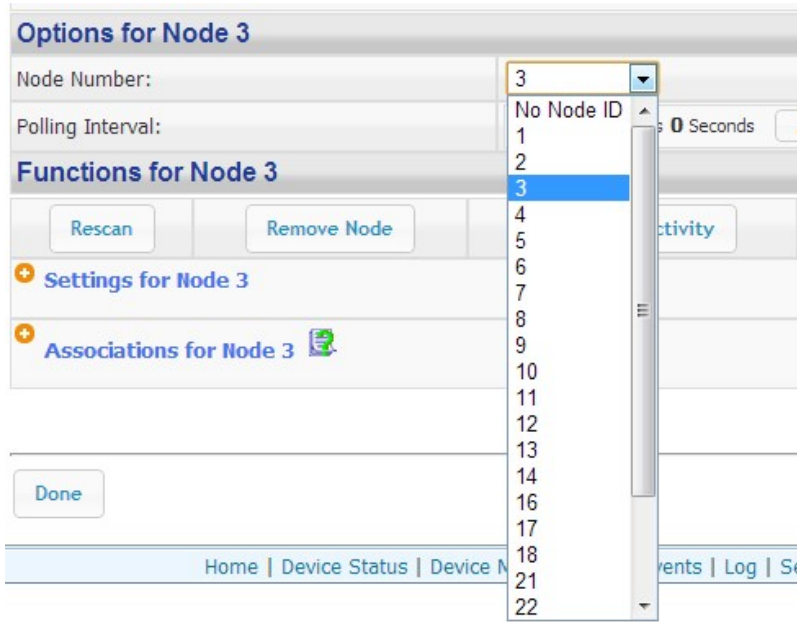 Options for Node 3
Node Number:
3
Polling Interval:
0 Seconds
Functions for Node 3
Rescan
Remove Node
Settings for Node 3
Associations for Node 3
No Node ID
1
2
3
4
5
6
7
8
9
10
11
12
13
14
16
17
18
21
22
Done
Home | Device Status | Device | Log |